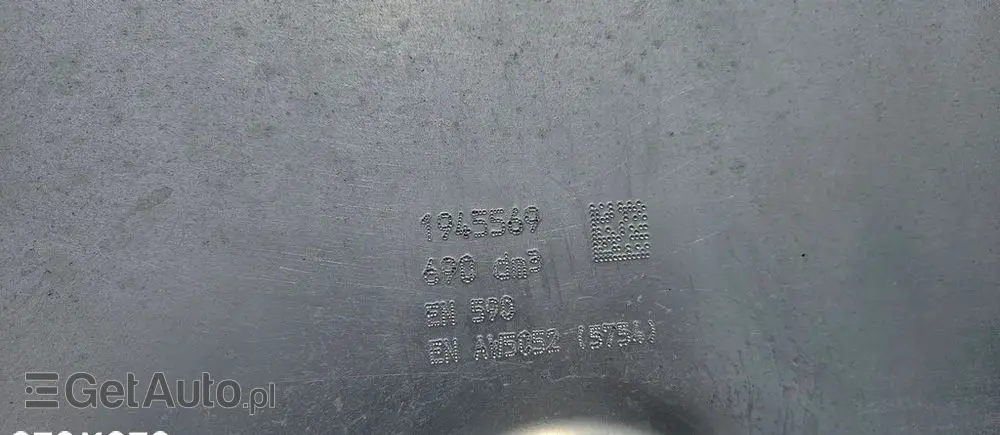 1945569
690 dm³
EN 590
EN AW5052 (5754)
GetAuto.pl